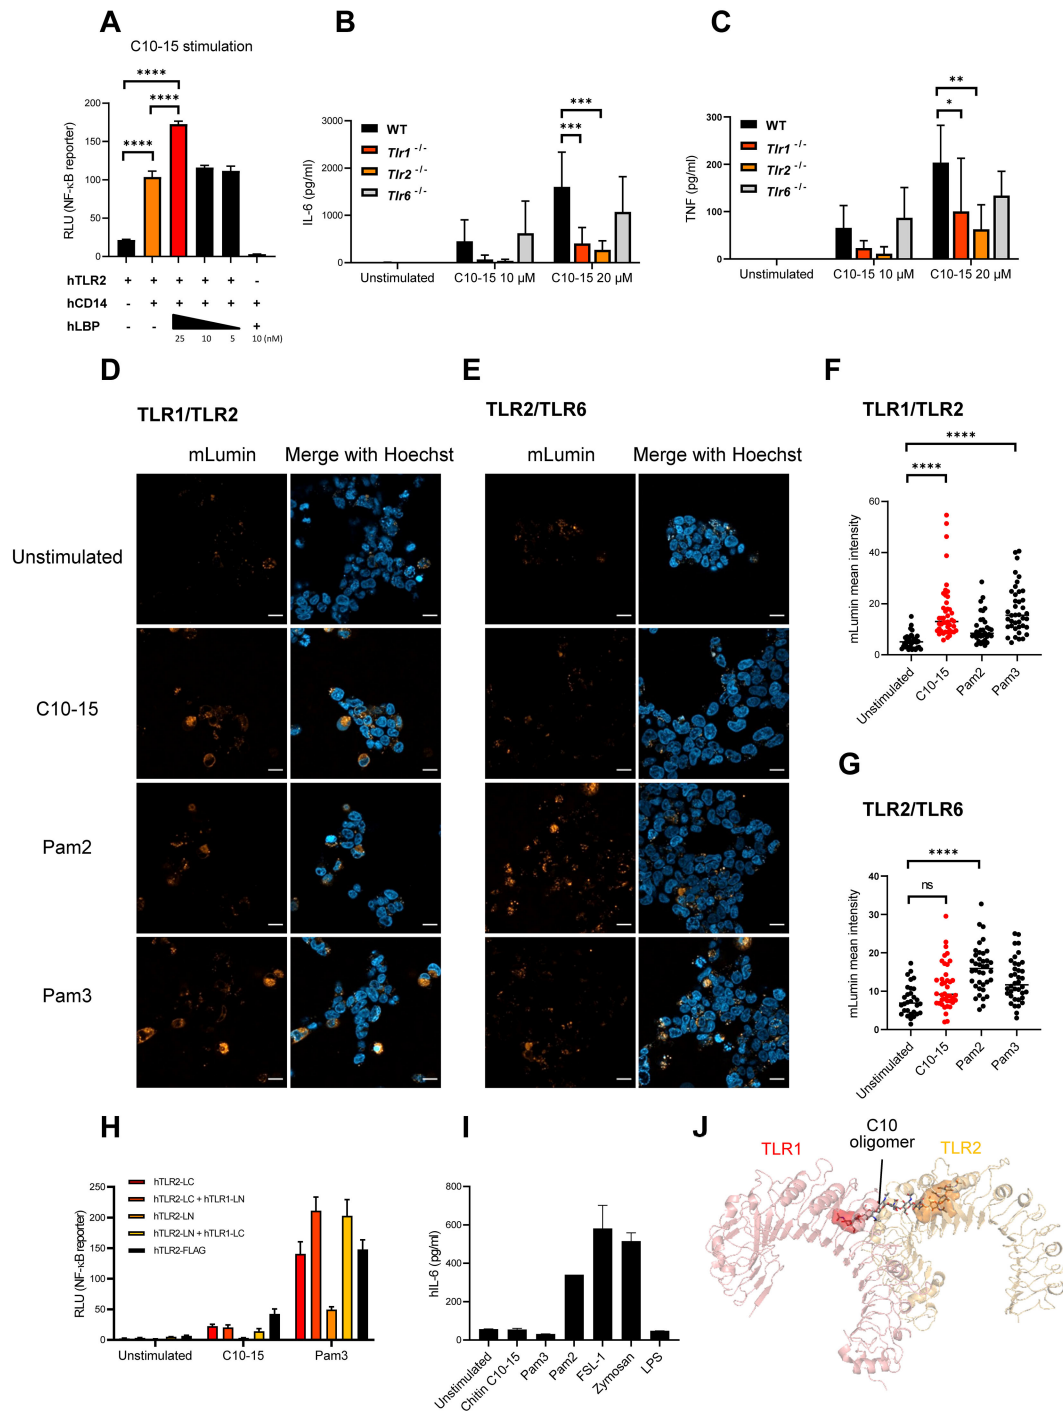 A
C10-15 stimulation
****
****
****
RLU (NF-κB reporter)
200
150
100
50
0
hTLR2 + + + + + -
hCD14 - + + + + +
hLBP - - +
25 10 5 10 (nM)
B
IL-6 (pg/ml)
3000
2000
1000
0
WT
Tlr1 -/-
Tlr2 -/-
Tlr6 -/-
***
***
Unstimulated C10-15 10 µM C10-15 20 µM
C
TNF (pg/ml)
300
200
100
0
WT
Tlr1 -/-
Tlr2 -/-
Tlr6 -/-
**
*
Unstimulated C10-15 10 µM C10-15 20 µM
D
TLR1/TLR2
mLumin Merge with Hoechst
E
TLR2/TLR6
mLumin Merge with Hoechst
Unstimulated
C10-15
Pam2
Pam3
F
TLR1/TLR2
****
****
mLumin mean intensity
60
40
20
0
Unstimulated
C10-15
Pam2
Pam3
G
TLR2/TLR6
****
ns
mLumin mean intensity
40
30
20
10
0
Unstimulated
C10-15
Pam2
Pam3
H
RLU (NF-κB reporter)
250
200
150
100
50
0
hTLR2-LC
hTLR2-LC + hTLR1-LN
hTLR2-LN
hTLR2-LN + hTLR1-LC
hTLR2-FLAG
Unstimulated C10-15 Pam3
I
hIL-6 (pg/ml)
800
600
400
200
0
Unstimulated
Chitin C10-15
Pam3
Pam2
FSL-1
Zymosan
LPS
J
C10
oligomer
TLR1
TLR2